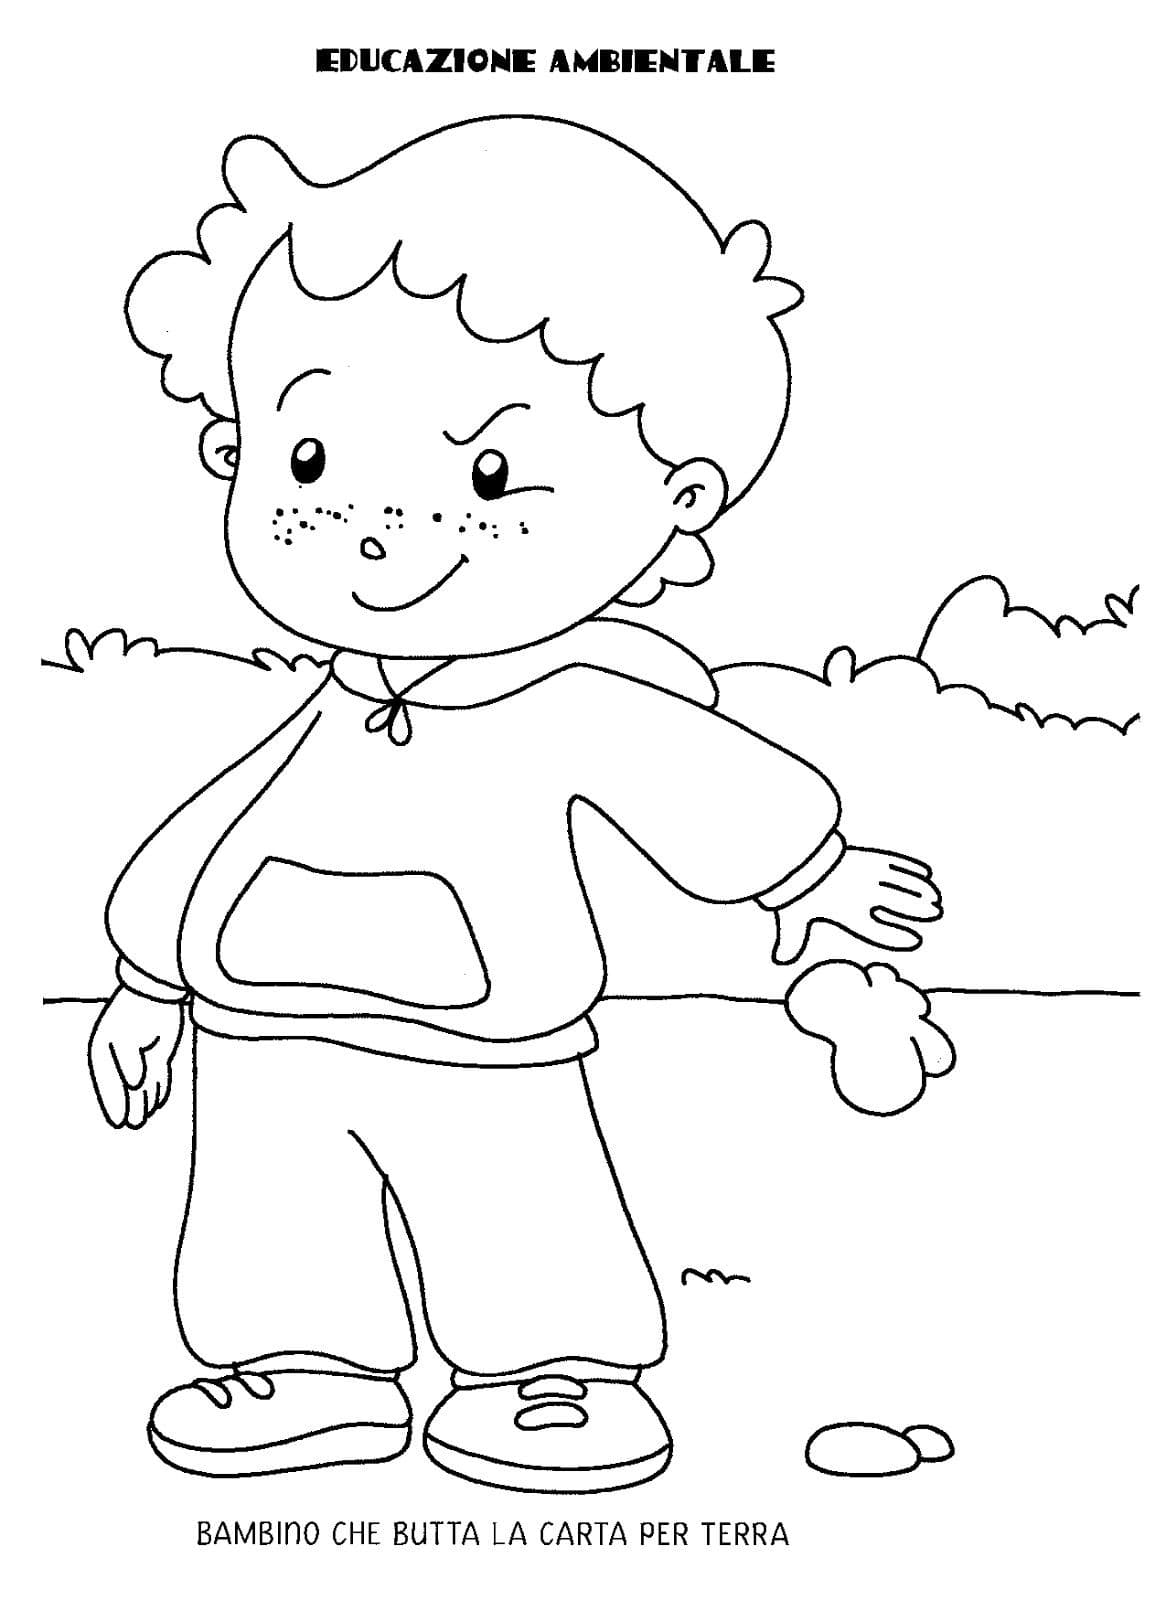 EDUCAZIONE AMBIENTALE
BAMBINO CHE BUTTA LA CARTA PER TERRA